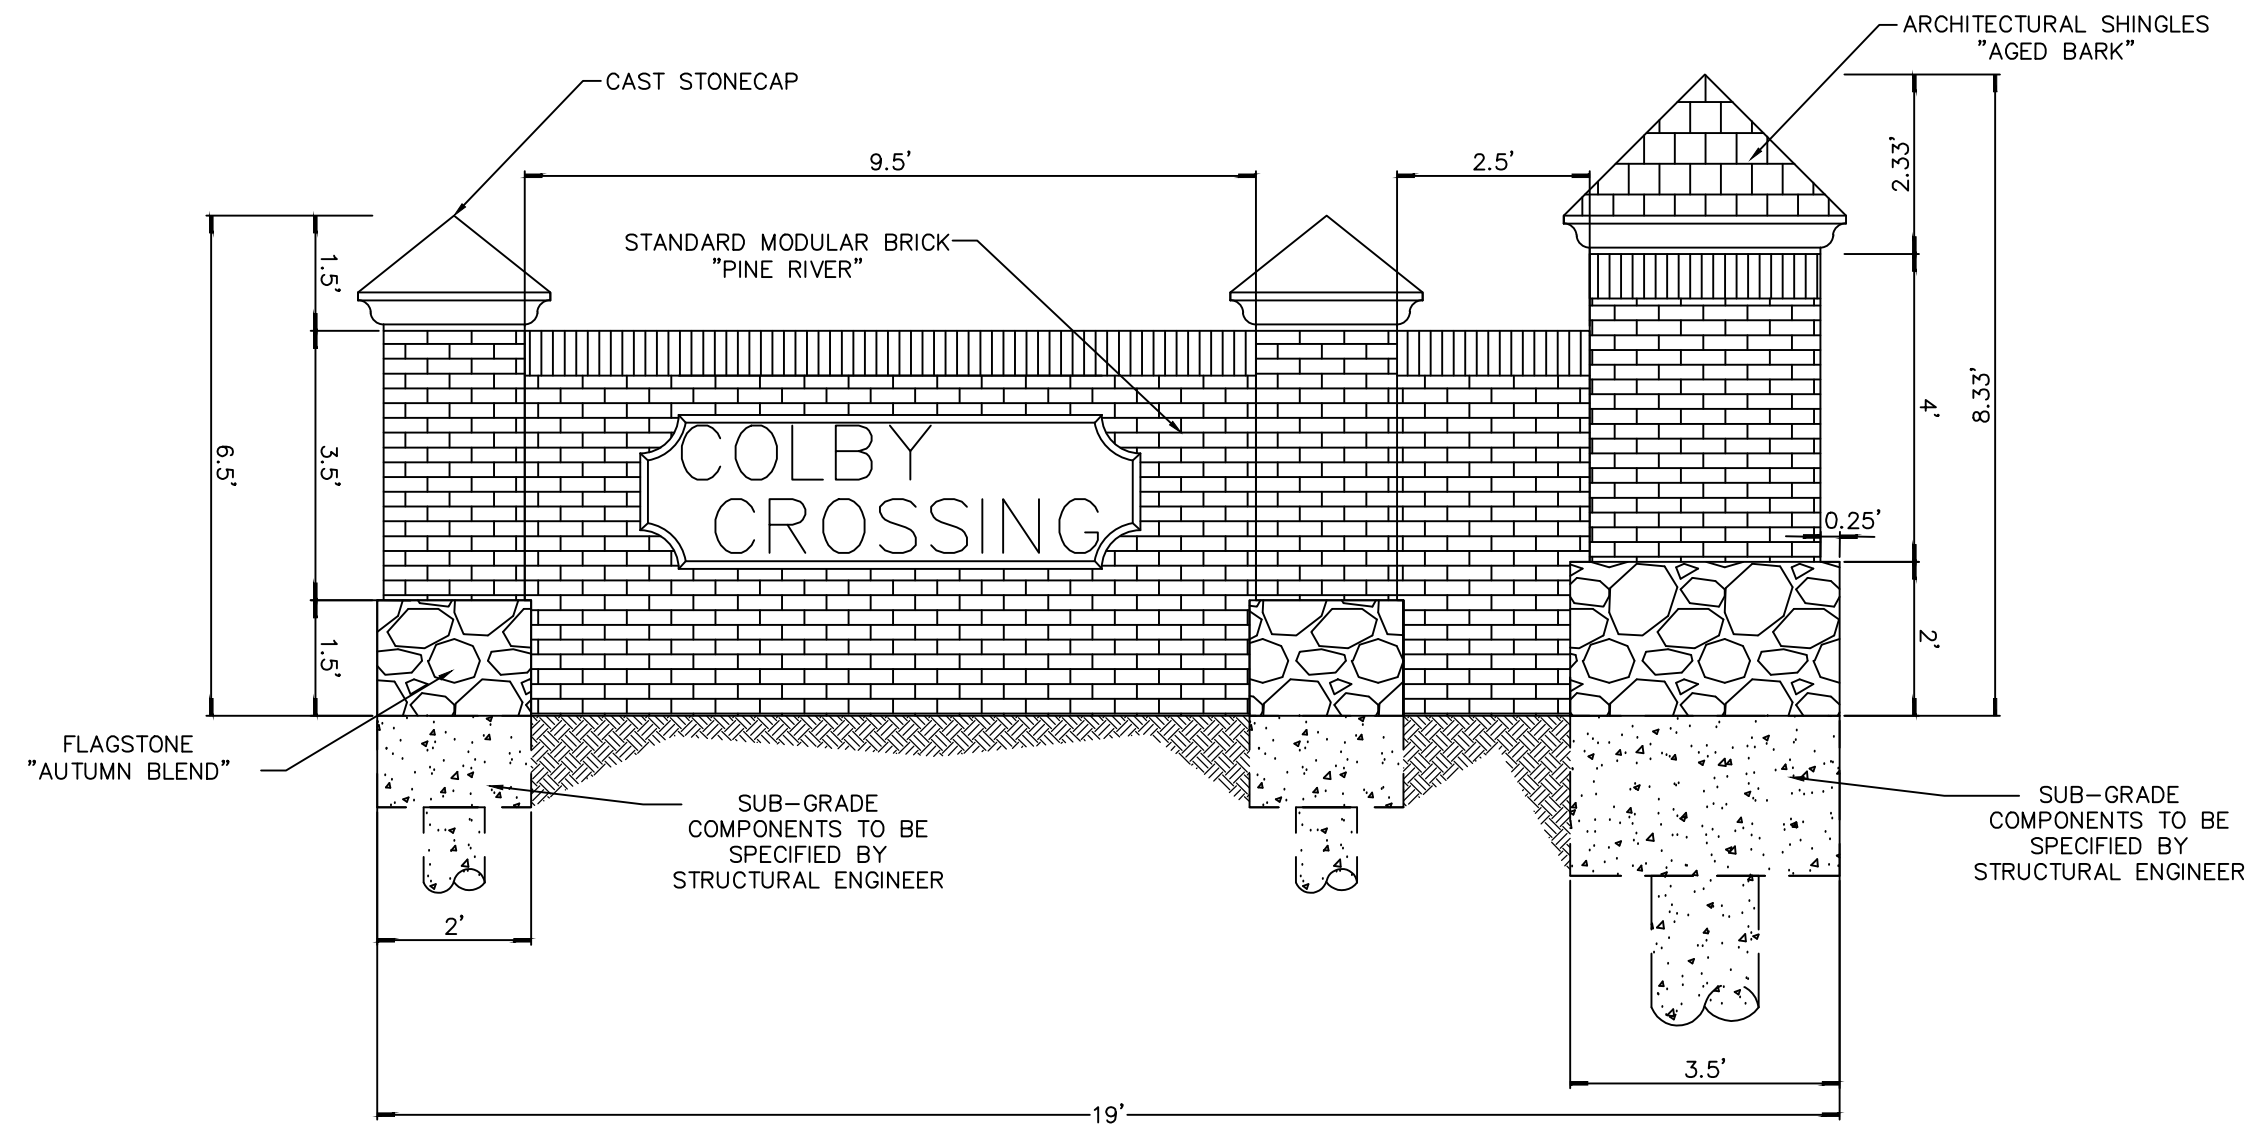 ARCHITECTURAL SHINGLES
"AGED BARK"
CAST STONECAP
9.5'
2.5'
2.33'
STANDARD MODULAR BRICK
"PINE RIVER"
1.5'
8.33'
4'
6.5'
3.5'
COLBY
CROSSING
0.25'
1.5'
2'
FLAGSTONE
"AUTUMN BLEND"
SUB-GRADE
COMPONENTS TO BE
SPECIFIED BY
STRUCTURAL ENGINEER
SUB-GRADE
COMPONENTS TO BE
SPECIFIED BY
STRUCTURAL ENGINEER
2'
3.5'
19'